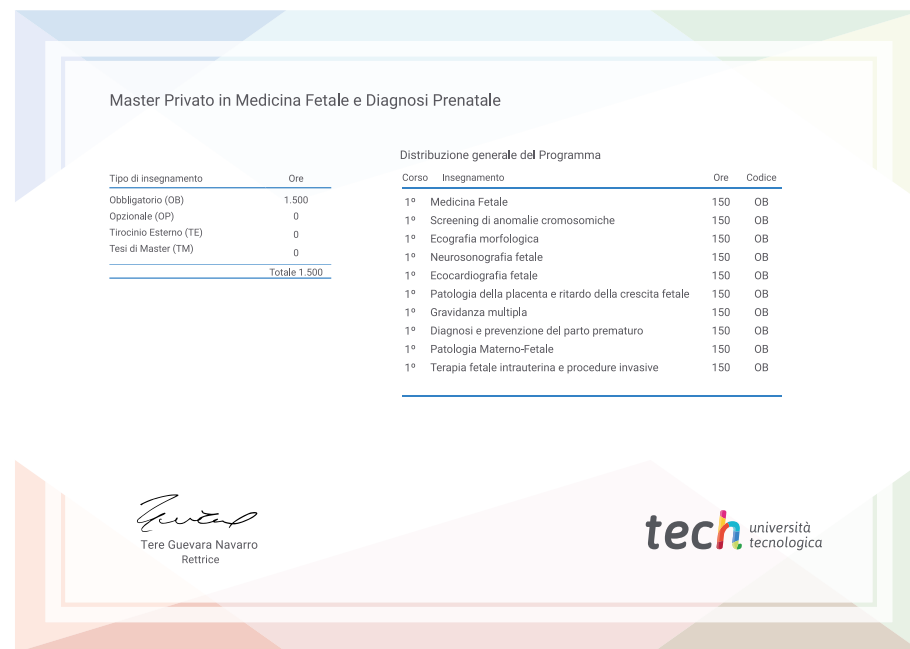 Master Privato in Medicina Fetale e Diagnosi Prenatale
Tipo di insegnamento Ore
Obbligatorio (OB) 1.500
Opzionale (OP) 0
Tirocinio Esterno (TE) 0
Tesi di Master (TM) 0
Totale 1.500
Distribuzione generale del Programma
Corso Insegnamento Ore Codice
1º Medicina Fetale 150 OB
1º Screening di anomalie cromosomiche 150 OB
1º Ecografia morfologica 150 OB
1º Neurosonografia fetale 150 OB
1º Ecocardiografia fetale 150 OB
1º Patologia della placenta e ritardo della crescita fetale 150 OB
1º Gravidanza multipla 150 OB
1º Diagnosi e prevenzione del parto prematuro 150 OB
1º Patologia Materno-Fetale 150 OB
1º Terapia fetale intrauterina e procedure invasive 150 OB
Tere Guevara Navarro
Rettrice
tech università
tecnologica